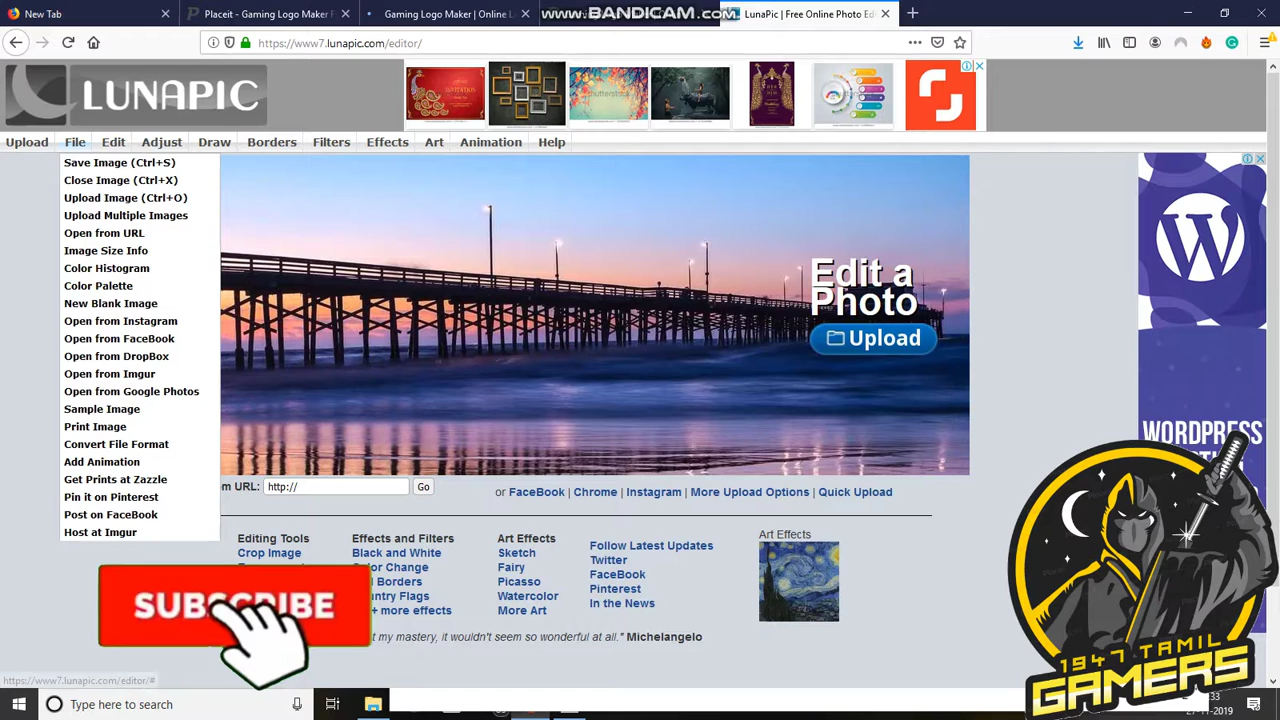 New Tab
Placeit - Gaming Logo Maker F
Gaming Logo Maker | Online L
www.BANDICAM.com
LunaPic | Free Online Photo Edi
https://www7.lunapic.com/editor/
LUNAPIC
Upload File Edit Adjust Draw Borders Filters Effects Art Animation Help
Save Image (Ctrl+S)
Close Image (Ctrl+X)
Upload Image (Ctrl+O)
Upload Multiple Images
Open from URL
Image Size Info
Color Histogram
Color Palette
New Blank Image
Open from Instagram
Open from FaceBook
Open from DropBox
Open from Imgur
Open from Google Photos
Sample Image
Print Image
Convert File Format
Add Animation
Get Prints at Zazzle
Pin it on Pinterest
Post on FaceBook
Host at Imgur
Edit a
Photo
Upload
om URL: http:// Go
or FaceBook | Chrome | Instagram | More Upload Options | Quick Upload
Editing Tools
Crop Image
Effects and Filters
Black and White
Color Change
Borders
untry Flags
+ more effects
Art Effects
Sketch
Fairy
Picasso
Watercolor
More Art
Follow Latest Updates
Twitter
FaceBook
Pinterest
In the News
Art Effects
t my mastery, it wouldn't seem so wonderful at all." Michelangelo
WORDPRESS
SUBSCRIBE
1947 TAMIL
GAMERS
https://www7.lunapic.com/editor/#
Type here to search